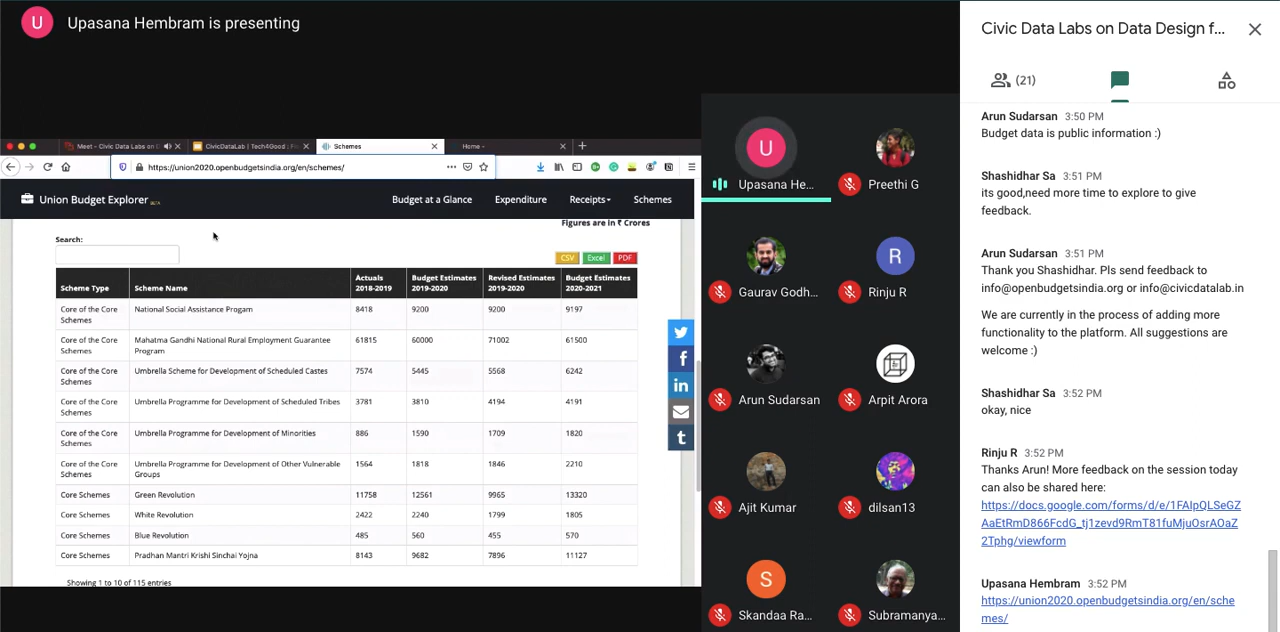 U
Upasana Hembram is presenting
Meet – Civic Data Labs on D
CivicDataLab | Tech4Good
Schemes
Home -
https://union2020.openbudgetsindia.org/en/schemes/
Union Budget Explorer BETA
Budget at a Glance
Expenditure
Receipts
Schemes
Figures are in ₹ Crores
Search:
CSV
Excel
PDF
Scheme Type Scheme Name Actuals 2018-2019 Budget Estimates 2019-2020 Revised Estimates 2019-2020 Budget Estimates 2020-2021
Core of the Core Schemes National Social Assistance Progam 8418 9200 9200 9197
Core of the Core Schemes Mahatma Gandhi National Rural Employment Guarantee Program 61815 60000 71002 61500
Core of the Core Schemes Umbrella Scheme for Development of Scheduled Castes 7574 5445 5568 6242
Core of the Core Schemes Umbrella Programme for Development of Scheduled Tribes 3781 3810 4194 4191
Core of the Core Schemes Umbrella Programme for Development of Minorities 886 1590 1709 1820
Core of the Core Schemes Umbrella Programme for Development of Other Vulnerable Groups 1564 1818 1846 2210
Core Schemes Green Revolution 11758 12561 9965 13320
Core Schemes White Revolution 2422 2240 1799 1805
Core Schemes Blue Revolution 485 560 455 570
Core Schemes Pradhan Mantri Krishi Sinchai Yojna 8143 9682 7896 11127
Showing 1 to 10 of 115 entries
U
Upasana He...
Preethi G
Gaurav Godh...
R
Rinju R
Arun Sudarsan
Arpit Arora
Ajit Kumar
dilsan13
S
Skandaa Ra...
Subramanya...
Civic Data Labs on Data Design f...
(21)
Arun Sudarsan 3:50 PM
Budget data is public information :)
Shashidhar Sa 3:51 PM
its good,need more time to explore to give
feedback.
Arun Sudarsan 3:51 PM
Thank you Shashidhar. Pls send feedback to
info@openbudgetsindia.org or info@civicdatalab.in
We are currently in the process of adding more
functionality to the platform. All suggestions are
welcome :)
Shashidhar Sa 3:52 PM
okay, nice
Rinju R 3:52 PM
Thanks Arun! More feedback on the session today
can also be shared here:
https://docs.google.com/forms/d/e/1FAIpQLSeGZ
AaEtRmD866FcdG_tj1zevd9RmT81fuMjuOsrAOaZ
2Tphg/viewform
Upasana Hembram 3:52 PM
https://union2020.openbudgetsindia.org/en/sche
mes/